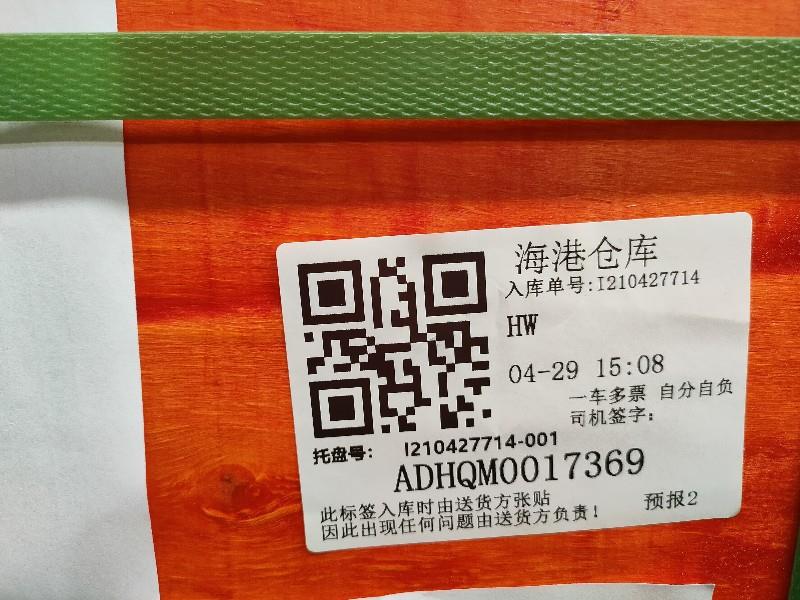 海港仓库
入库单号:I210427714
HW
04-29 15:08
一车多票 自分自负
司机签字:
托盘号: I210427714-001
ADHQM0017369
此标签入库时由送货方张贴
因此出现任何问题由送货方负责!
预报2